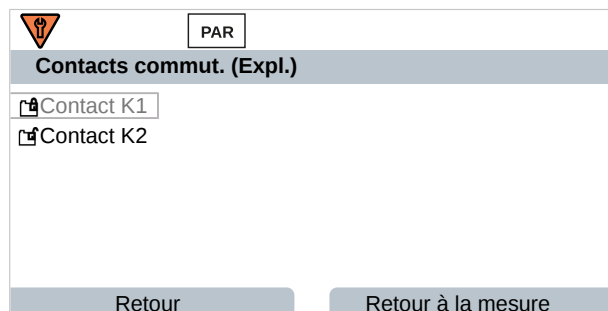 PAR
Contacts commut. (Expl.)
Contact K1
Contact K2
Retour
Retour à la mesure